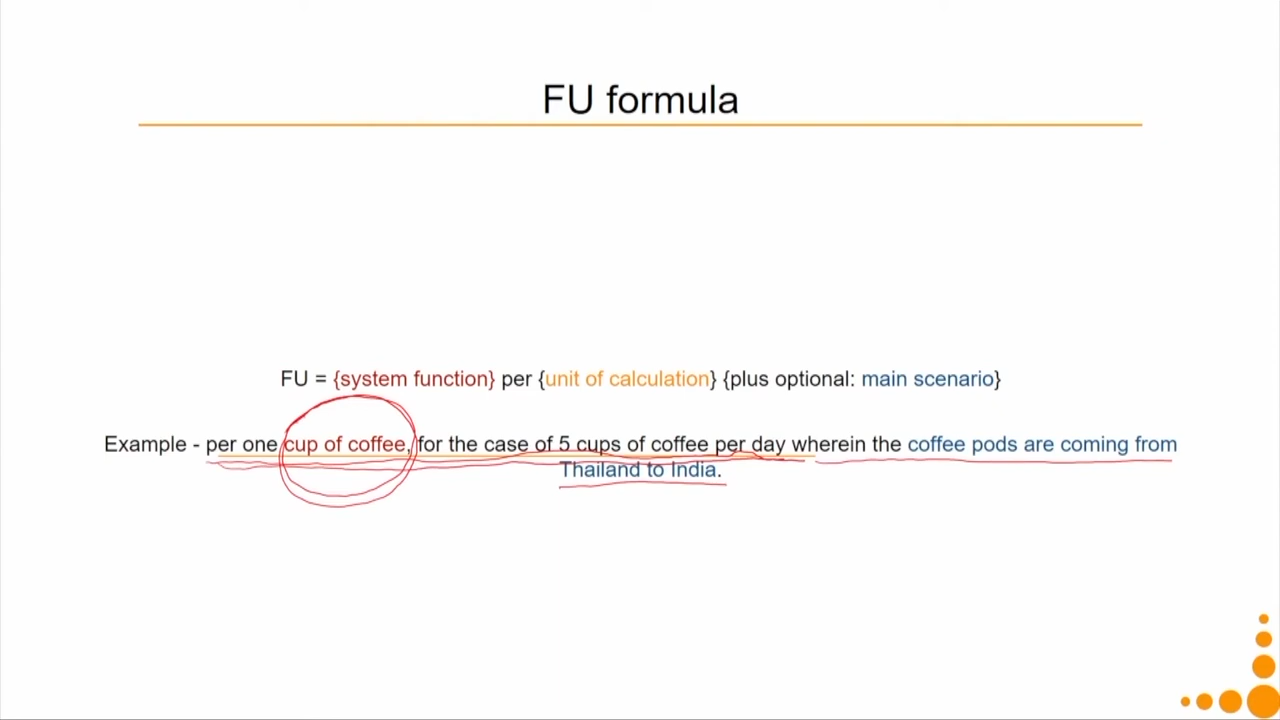 FU formula
FU = {system function} per {unit of calculation} {plus optional: main scenario}
Example - per one cup of coffee, for the case of 5 cups of coffee per day wherein the coffee pods are coming from
Thailand to India.